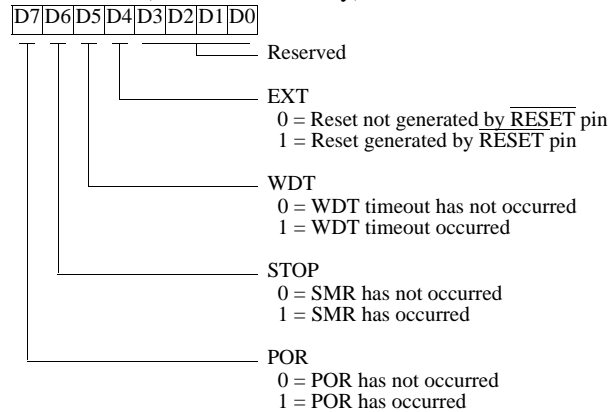 D7 D6 D5 D4 D3 D2 D1 D0
Reserved
EXT
0 = Reset not generated by RESET pin
1 = Reset generated by RESET pin
WDT
0 = WDT timeout has not occurred
1 = WDT timeout occurred
STOP
0 = SMR has not occurred
1 = SMR has occurred
POR
0 = POR has not occurred
1 = POR has occurred